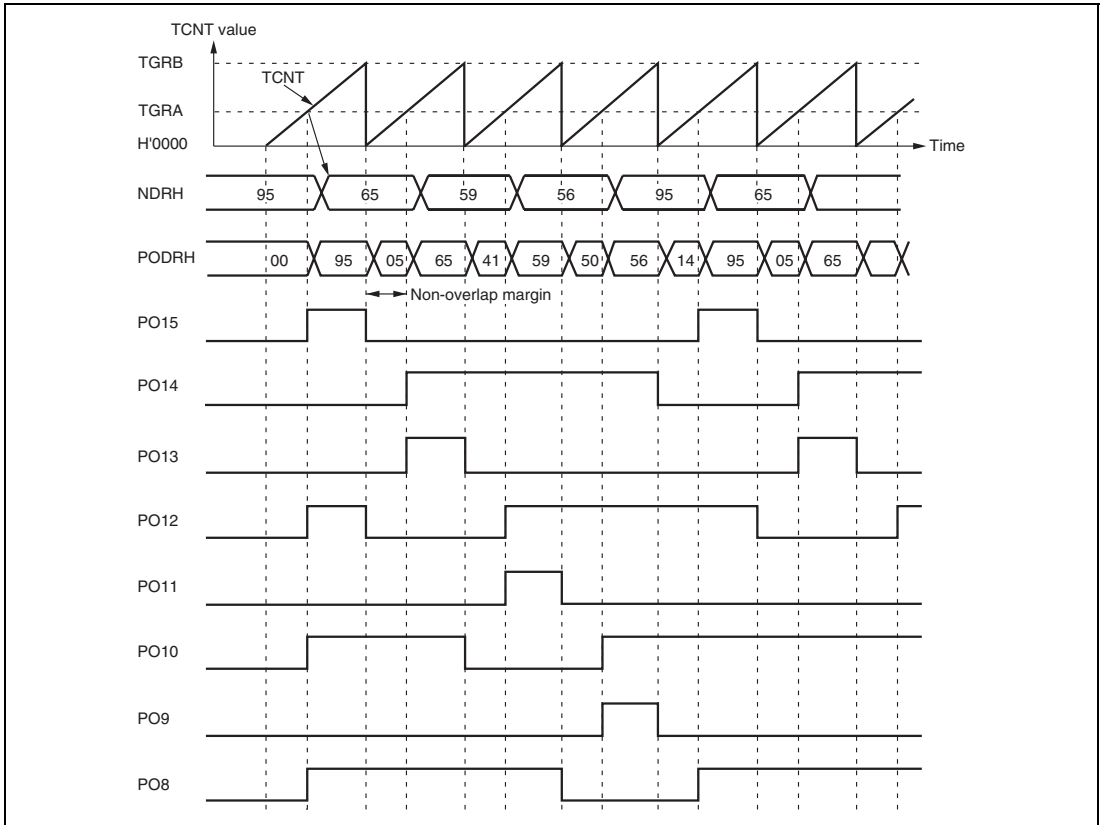 TCNT value
TGRB
TCNT
TGRA
H'0000
Time
NDRH
95 65 59 56 95 65
PODRH
00 95 05 65 41 59 50 56 14 95 05 65
Non-overlap margin
PO15
PO14
PO13
PO12
PO11
PO10
PO9
PO8